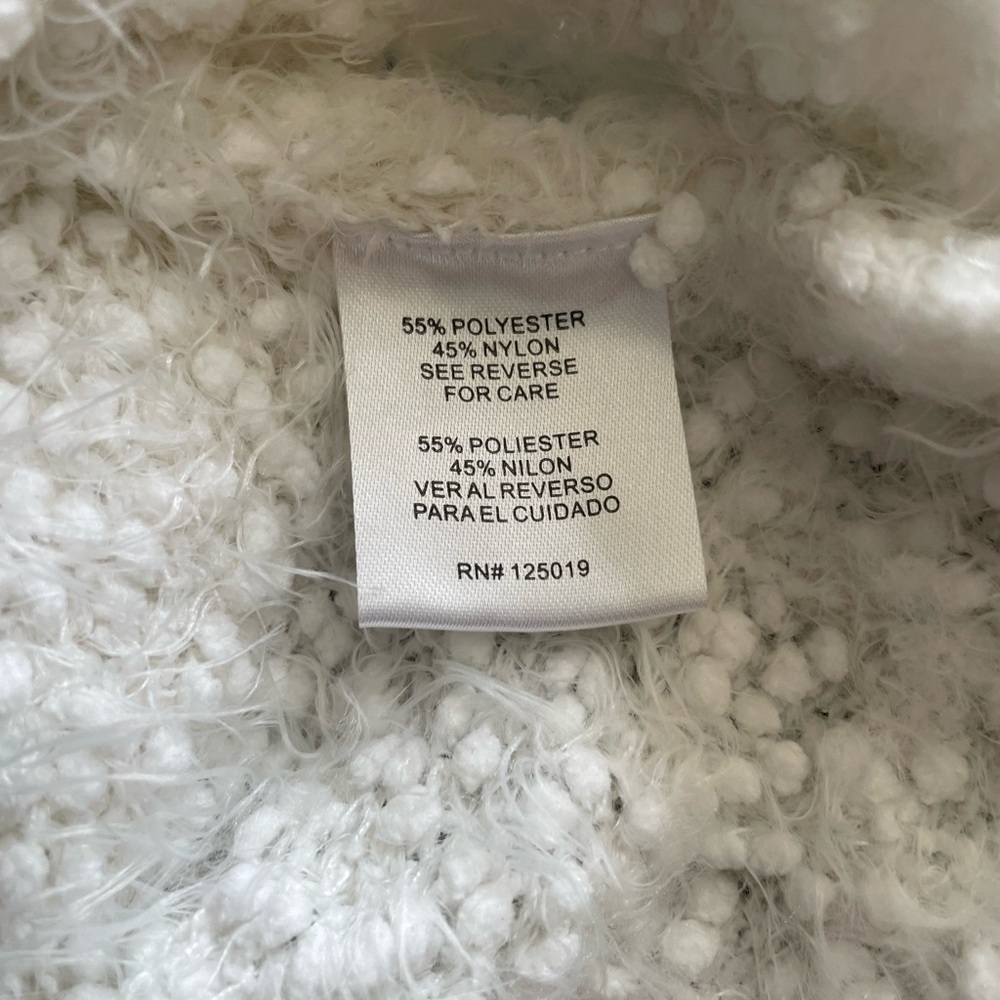 55% POLYESTER
45% NYLON
SEE REVERSE
FOR CARE
55% POLIESTER
45% NILON
VER AL REVERSO
PARA EL CUIDADO
RN# 125019